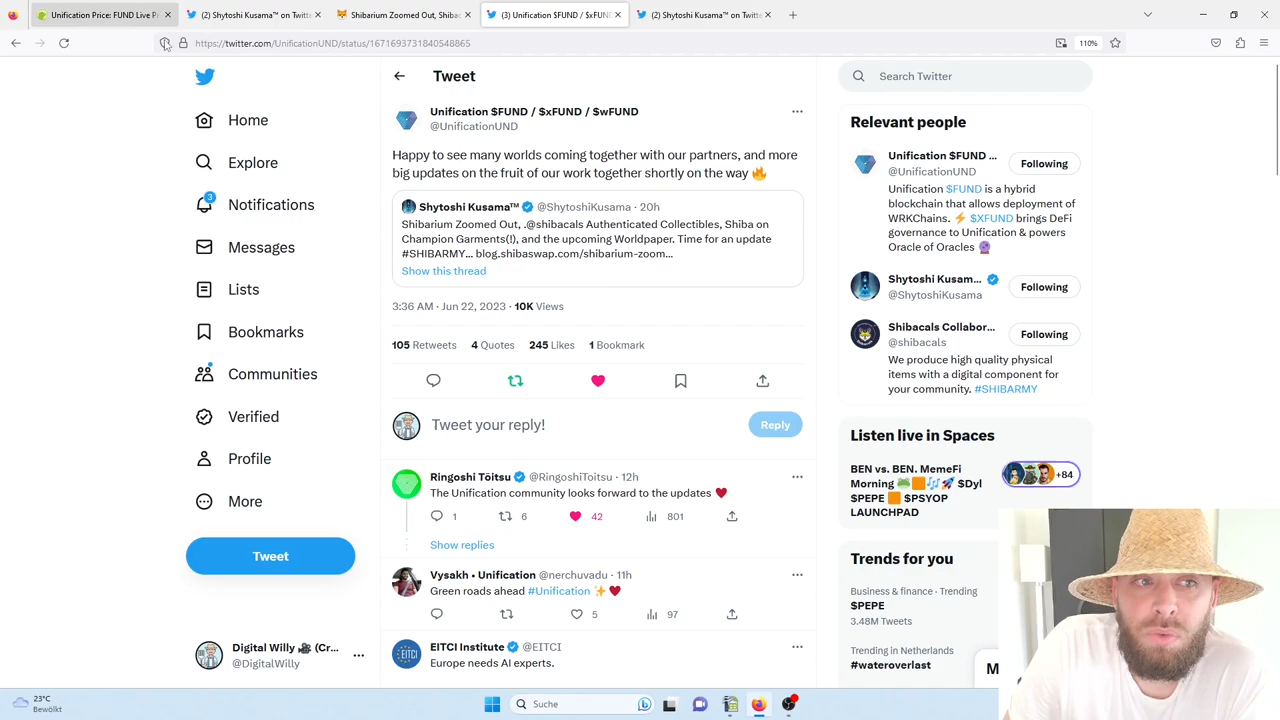 Unification Price: FUND Live P
(2) Shytoshi Kusama™ on Twitt
Shibarium Zoomed Out, Shibac
(3) Unification $FUND / $xFUN
(2) Shytoshi Kusama™ on Twitte
https://twitter.com/UnificationUND/status/1671693731840548865
110%
Home
Explore
3
Notifications
Messages
Lists
Bookmarks
Communities
Verified
Profile
More
Tweet
Digital Willy 🎥 (Cr...
@DigitalWilly
Tweet
Unification $FUND / $xFUND / $wFUND
@UnificationUND
Happy to see many worlds coming together with our partners, and more
big updates on the fruit of our work together shortly on the way 🔥
Shytoshi Kusama™ @ShytoshiKusama · 20h
Shibarium Zoomed Out, .@shibacals Authenticated Collectibles, Shiba on
Champion Garments(!), and the upcoming Worldpaper. Time for an update
#SHIBARMY... blog.shibaswap.com/shibarium-zoom...
Show this thread
3:36 AM · Jun 22, 2023 · 10K Views
105 Retweets 4 Quotes 245 Likes 1 Bookmark
Tweet your reply!
Reply
Ringoshi Tōitsu @RingoshiToitsu · 12h
The Unification community looks forward to the updates ♥
1 6 42 801
Show replies
Vysakh • Unification @nerchuvadu · 11h
Green roads ahead #Unification ✨ ♥
5 97
EITCI
EITCI Institute @EITCI
Europe needs AI experts.
Search Twitter
Relevant people
Unification $FUND ...
@UnificationUND
Following
Unification $FUND is a hybrid
blockchain that allows deployment of
WRKChains. ⚡ $XFUND brings DeFi
governance to Unification & powers
Oracle of Oracles 🔮
Shytoshi Kusam...
@ShytoshiKusama
Following
Shibacals Collabor...
@shibacals
Following
We produce high quality physical
items with a digital component for
your community. #SHIBARMY
Listen live in Spaces
BEN vs. BEN. MemeFi
Morning 🐸🟧🎶🚀 $Dyl
$PEPE 🟧 $PSYOP
LAUNCHPAD
+84
Trends for you
Business & finance · Trending
$PEPE
3.48M Tweets
Trending in Netherlands
#wateroverlast
M
23°C
Bewölkt
Suche